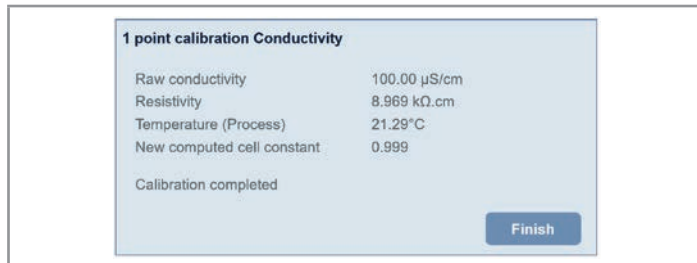 1 point calibration Conductivity
Raw conductivity 100.00 µS/cm
Resistivity 8.969 kΩ.cm
Temperature (Process) 21.29°C
New computed cell constant 0.999
Calibration completed
Finish